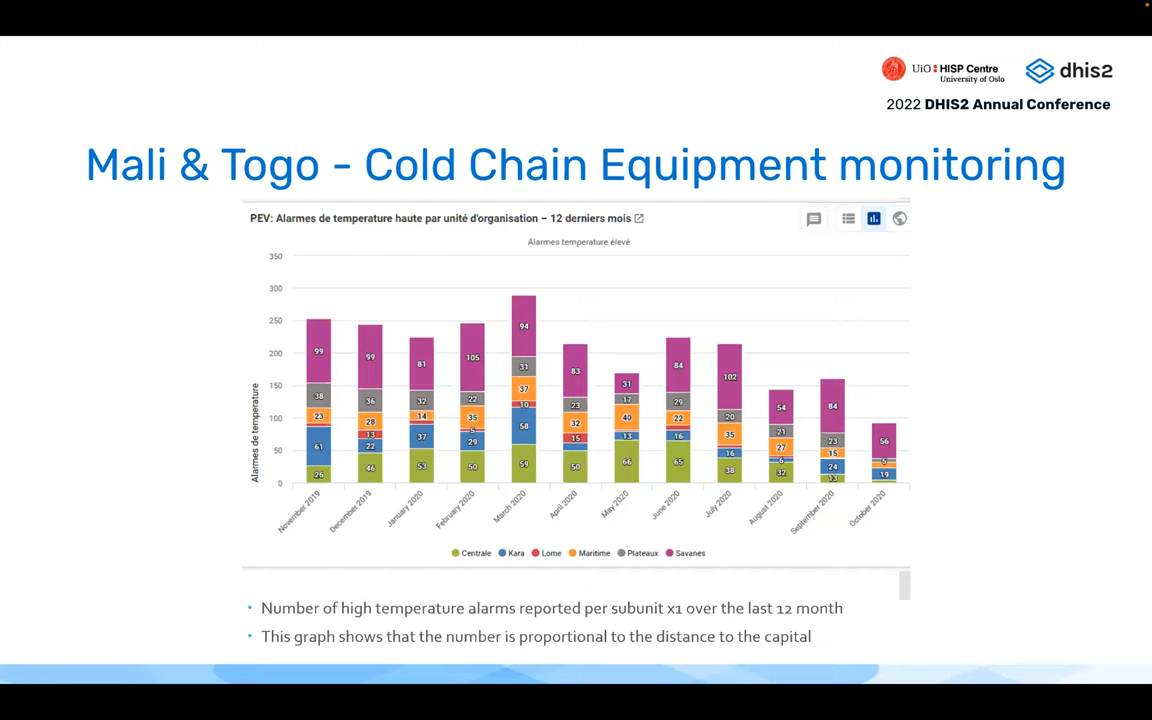 UiO HISP Centre
University of Oslo
dhis2
2022 DHIS2 Annual Conference
Mali & Togo - Cold Chain Equipment monitoring
PEV: Alarmes de temperature haute par unité d'organisation – 12 derniers mois
Alarmes temperature élevé
Alarmes de temperature
350
300
250
200
150
100
50
0
99 38 23 61 26
99 36 28 13 22 46
81 32 14 37 53
105 22 35 5 29 50
94 31 37 10 58 59
83 23 32 15 50
31 17 40 13 66
84 29 22 16 65
102 20 35 16 38
54 21 27 6 32
84 23 15 24 13
56 5 5 19
November 2019
December 2019
January 2020
February 2020
March 2020
April 2020
May 2020
June 2020
July 2020
August 2020
September 2020
October 2020
Centrale Kara Lome Maritime Plateaux Savanes
• Number of high temperature alarms reported per subunit x1 over the last 12 month
• This graph shows that the number is proportional to the distance to the capital